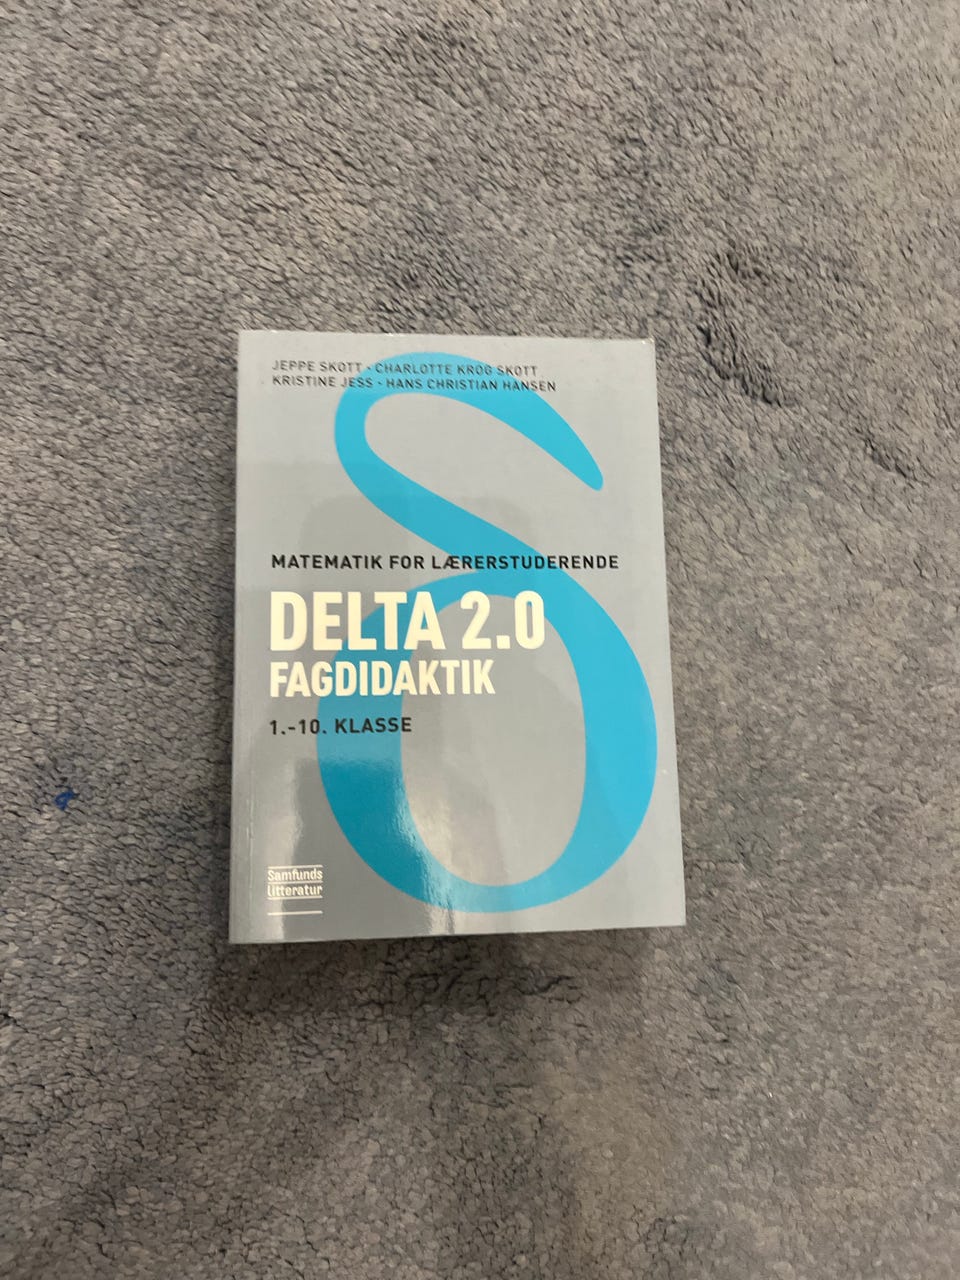 JEPPE SKOTT · CHARLOTTE KROG SKOTT
KRISTINE JESS · HANS CHRISTIAN HANSEN
MATEMATIK FOR LÆRERSTUDERENDE
DELTA 2.0
FAGDIDAKTIK
1.-10. KLASSE
Samfunds
litteratur